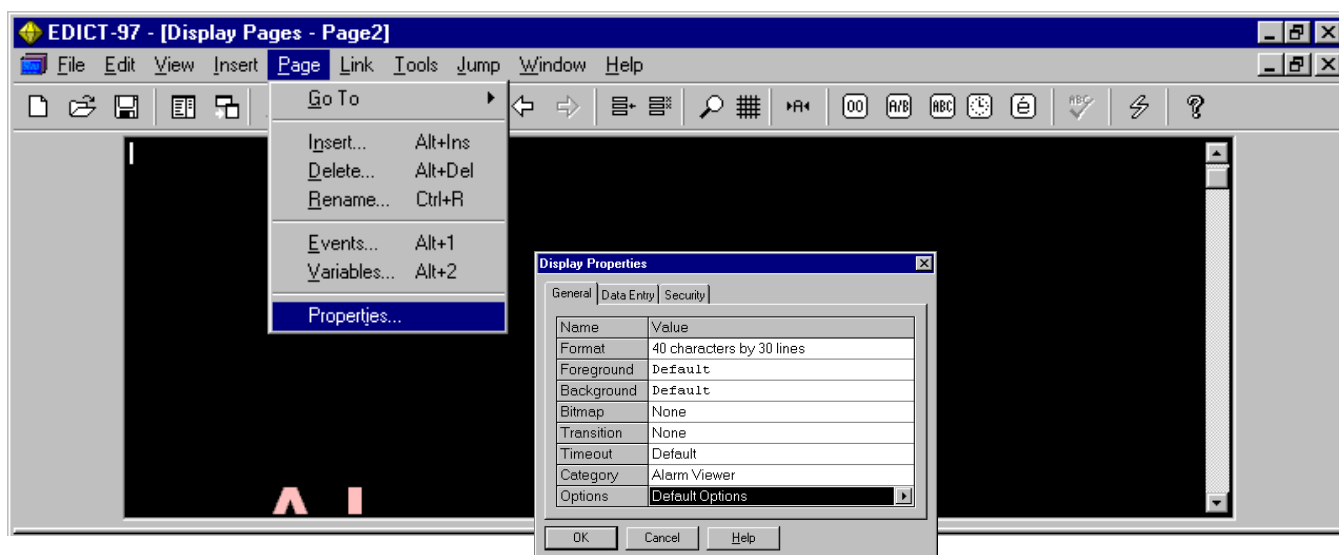 EDICT-97 - [Display Pages - Page2]
File Edit View Insert Page Link Tools Jump Window Help
00 A/B ABC é ABC ?
Go To
Insert... Alt+Ins
Delete... Alt+Del
Rename... Ctrl+R
Events... Alt+1
Variables... Alt+2
Properties...
Display Properties
General Data Entry Security
Name Value
Format 40 characters by 30 lines
Foreground Default
Background Default
Bitmap None
Transition None
Timeout Default
Category Alarm Viewer
Options Default Options
OK Cancel Help